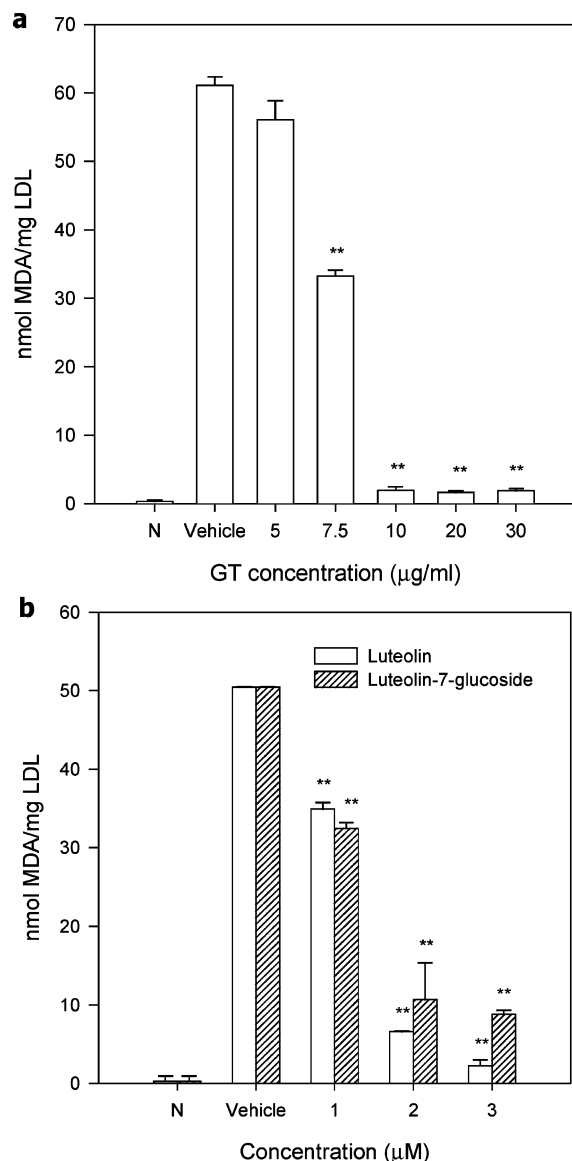 a
70
60
50
40
30
20
10
0
nmol MDA/mg LDL
**
** ** **
N Vehicle 5 7.5 10 20 30
GT concentration (μg/ml)
b
60
50
40
30
20
10
0
nmol MDA/mg LDL
Luteolin
Luteolin-7-glucoside
** **
** **
** **
N Vehicle 1 2 3
Concentration (μM)